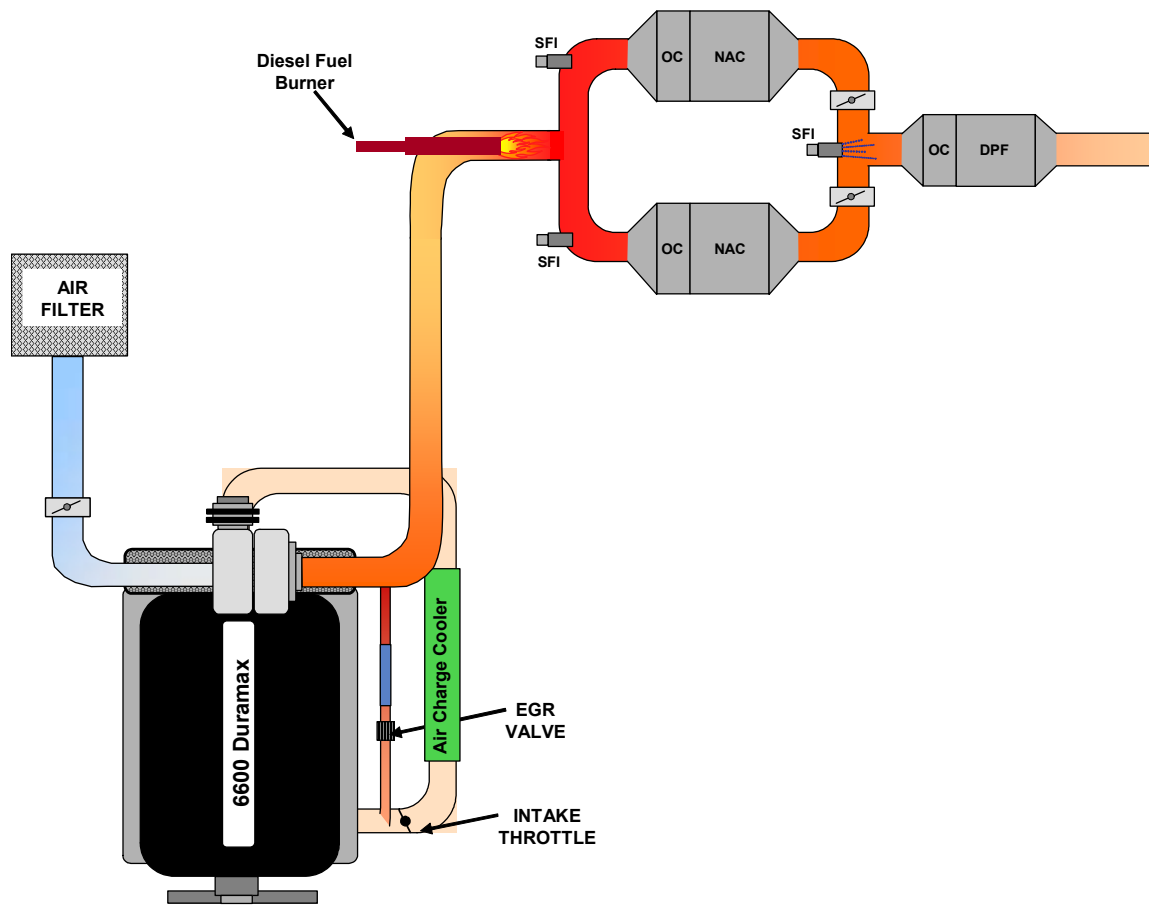 Diesel Fuel
Burner
SFI
OC
NAC
SFI
OC
DPF
SFI
OC
NAC
AIR
FILTER
6600 Duramax
Air Charge Cooler
EGR
VALVE
INTAKE
THROTTLE